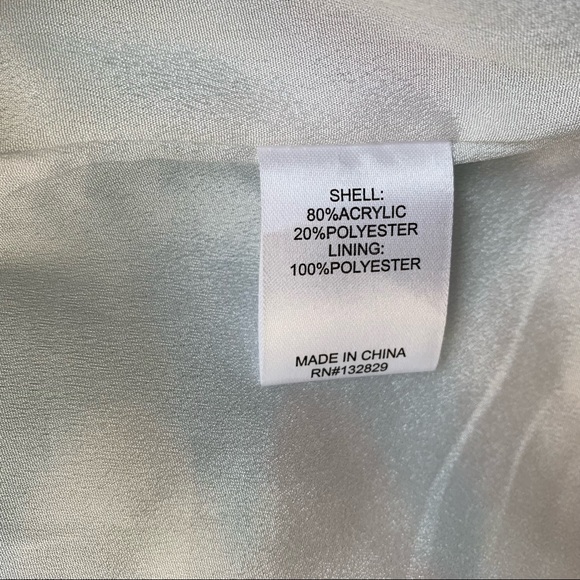 SHELL:
80%ACRYLIC
20%POLYESTER
LINING:
100%POLYESTER
MADE IN CHINA
RN#132829